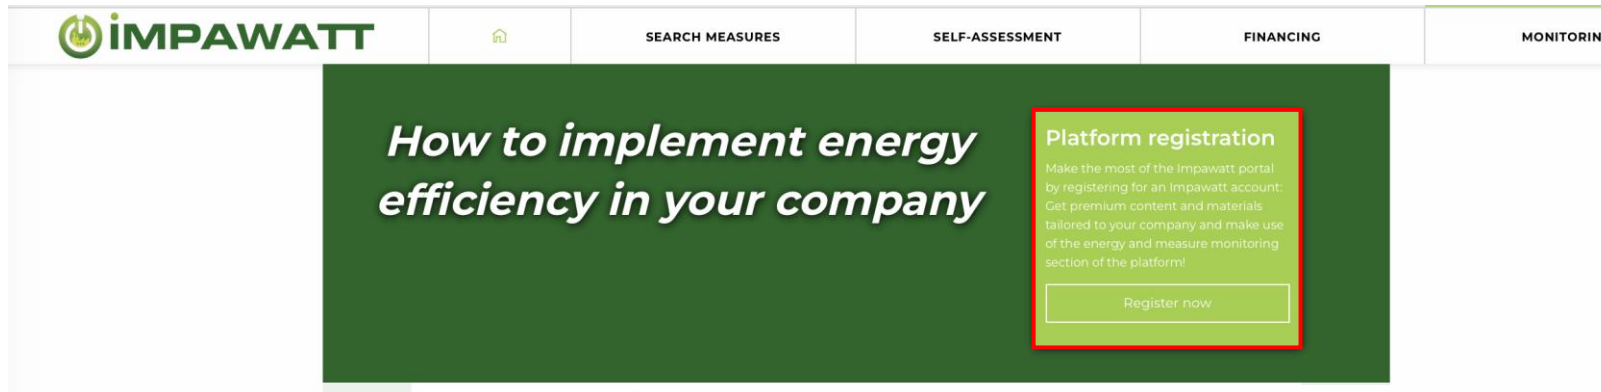 iMPAWATT
SEARCH MEASURES
SELF-ASSESSMENT
FINANCING
MONITORIN
How to implement energy
efficiency in your company
Platform registration
Make the most of the Impawatt portal
by registering for an Impawatt account:
Get premium content and materials
tailored to your company and make use
of the energy and measure monitoring
section of the platform!
Register now